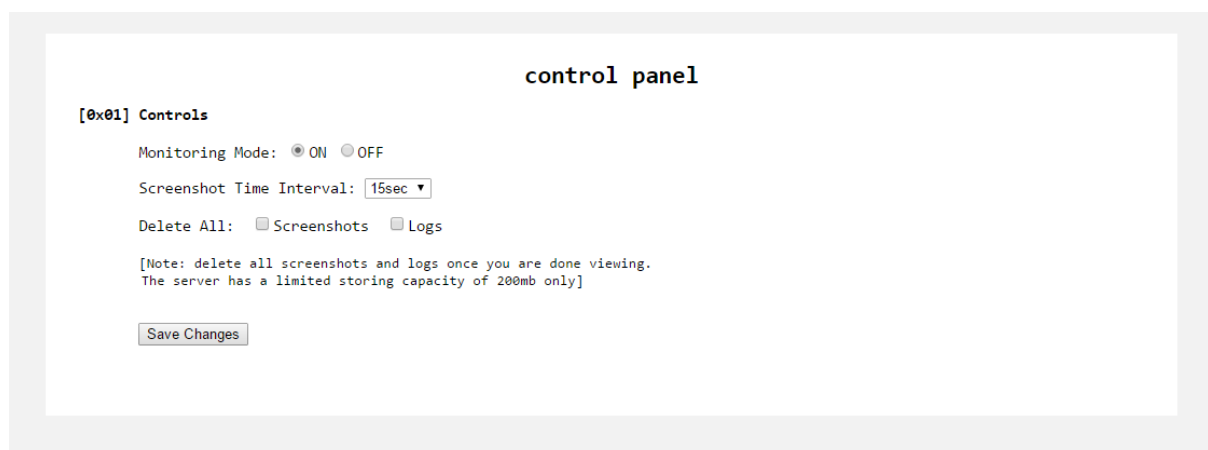 control panel
[0x01] Controls
Monitoring Mode: ON OFF
Screenshot Time Interval: 15sec
Delete All: Screenshots Logs
[Note: delete all screenshots and logs once you are done viewing.
The server has a limited storing capacity of 200mb only]
Save Changes